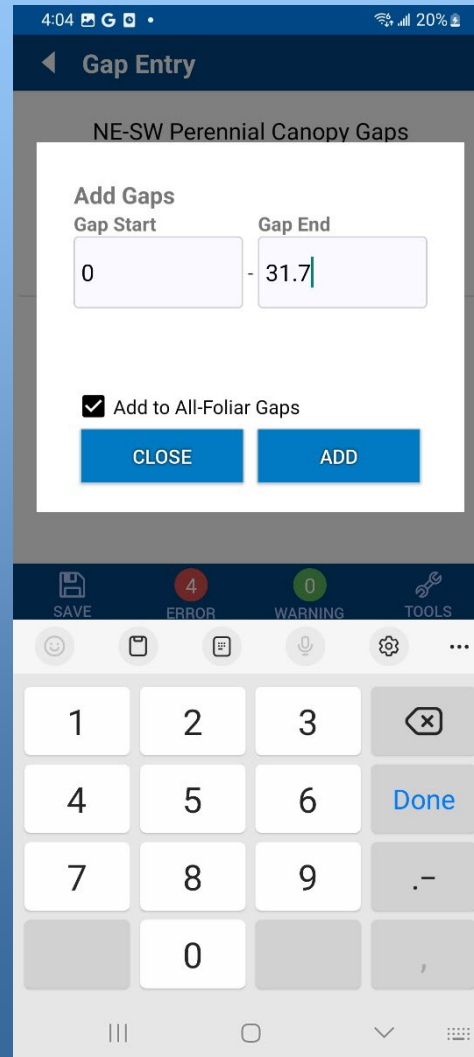 4:04 G 20%
Gap Entry
NE-SW Perennial Canopy Gaps
Add Gaps
Gap Start Gap End
0 - 31.7
Add to All-Foliar Gaps
CLOSE ADD
4 0
SAVE ERROR WARNING TOOLS
1 2 3
4 5 6 Done
7 8 9 .-
0 ,